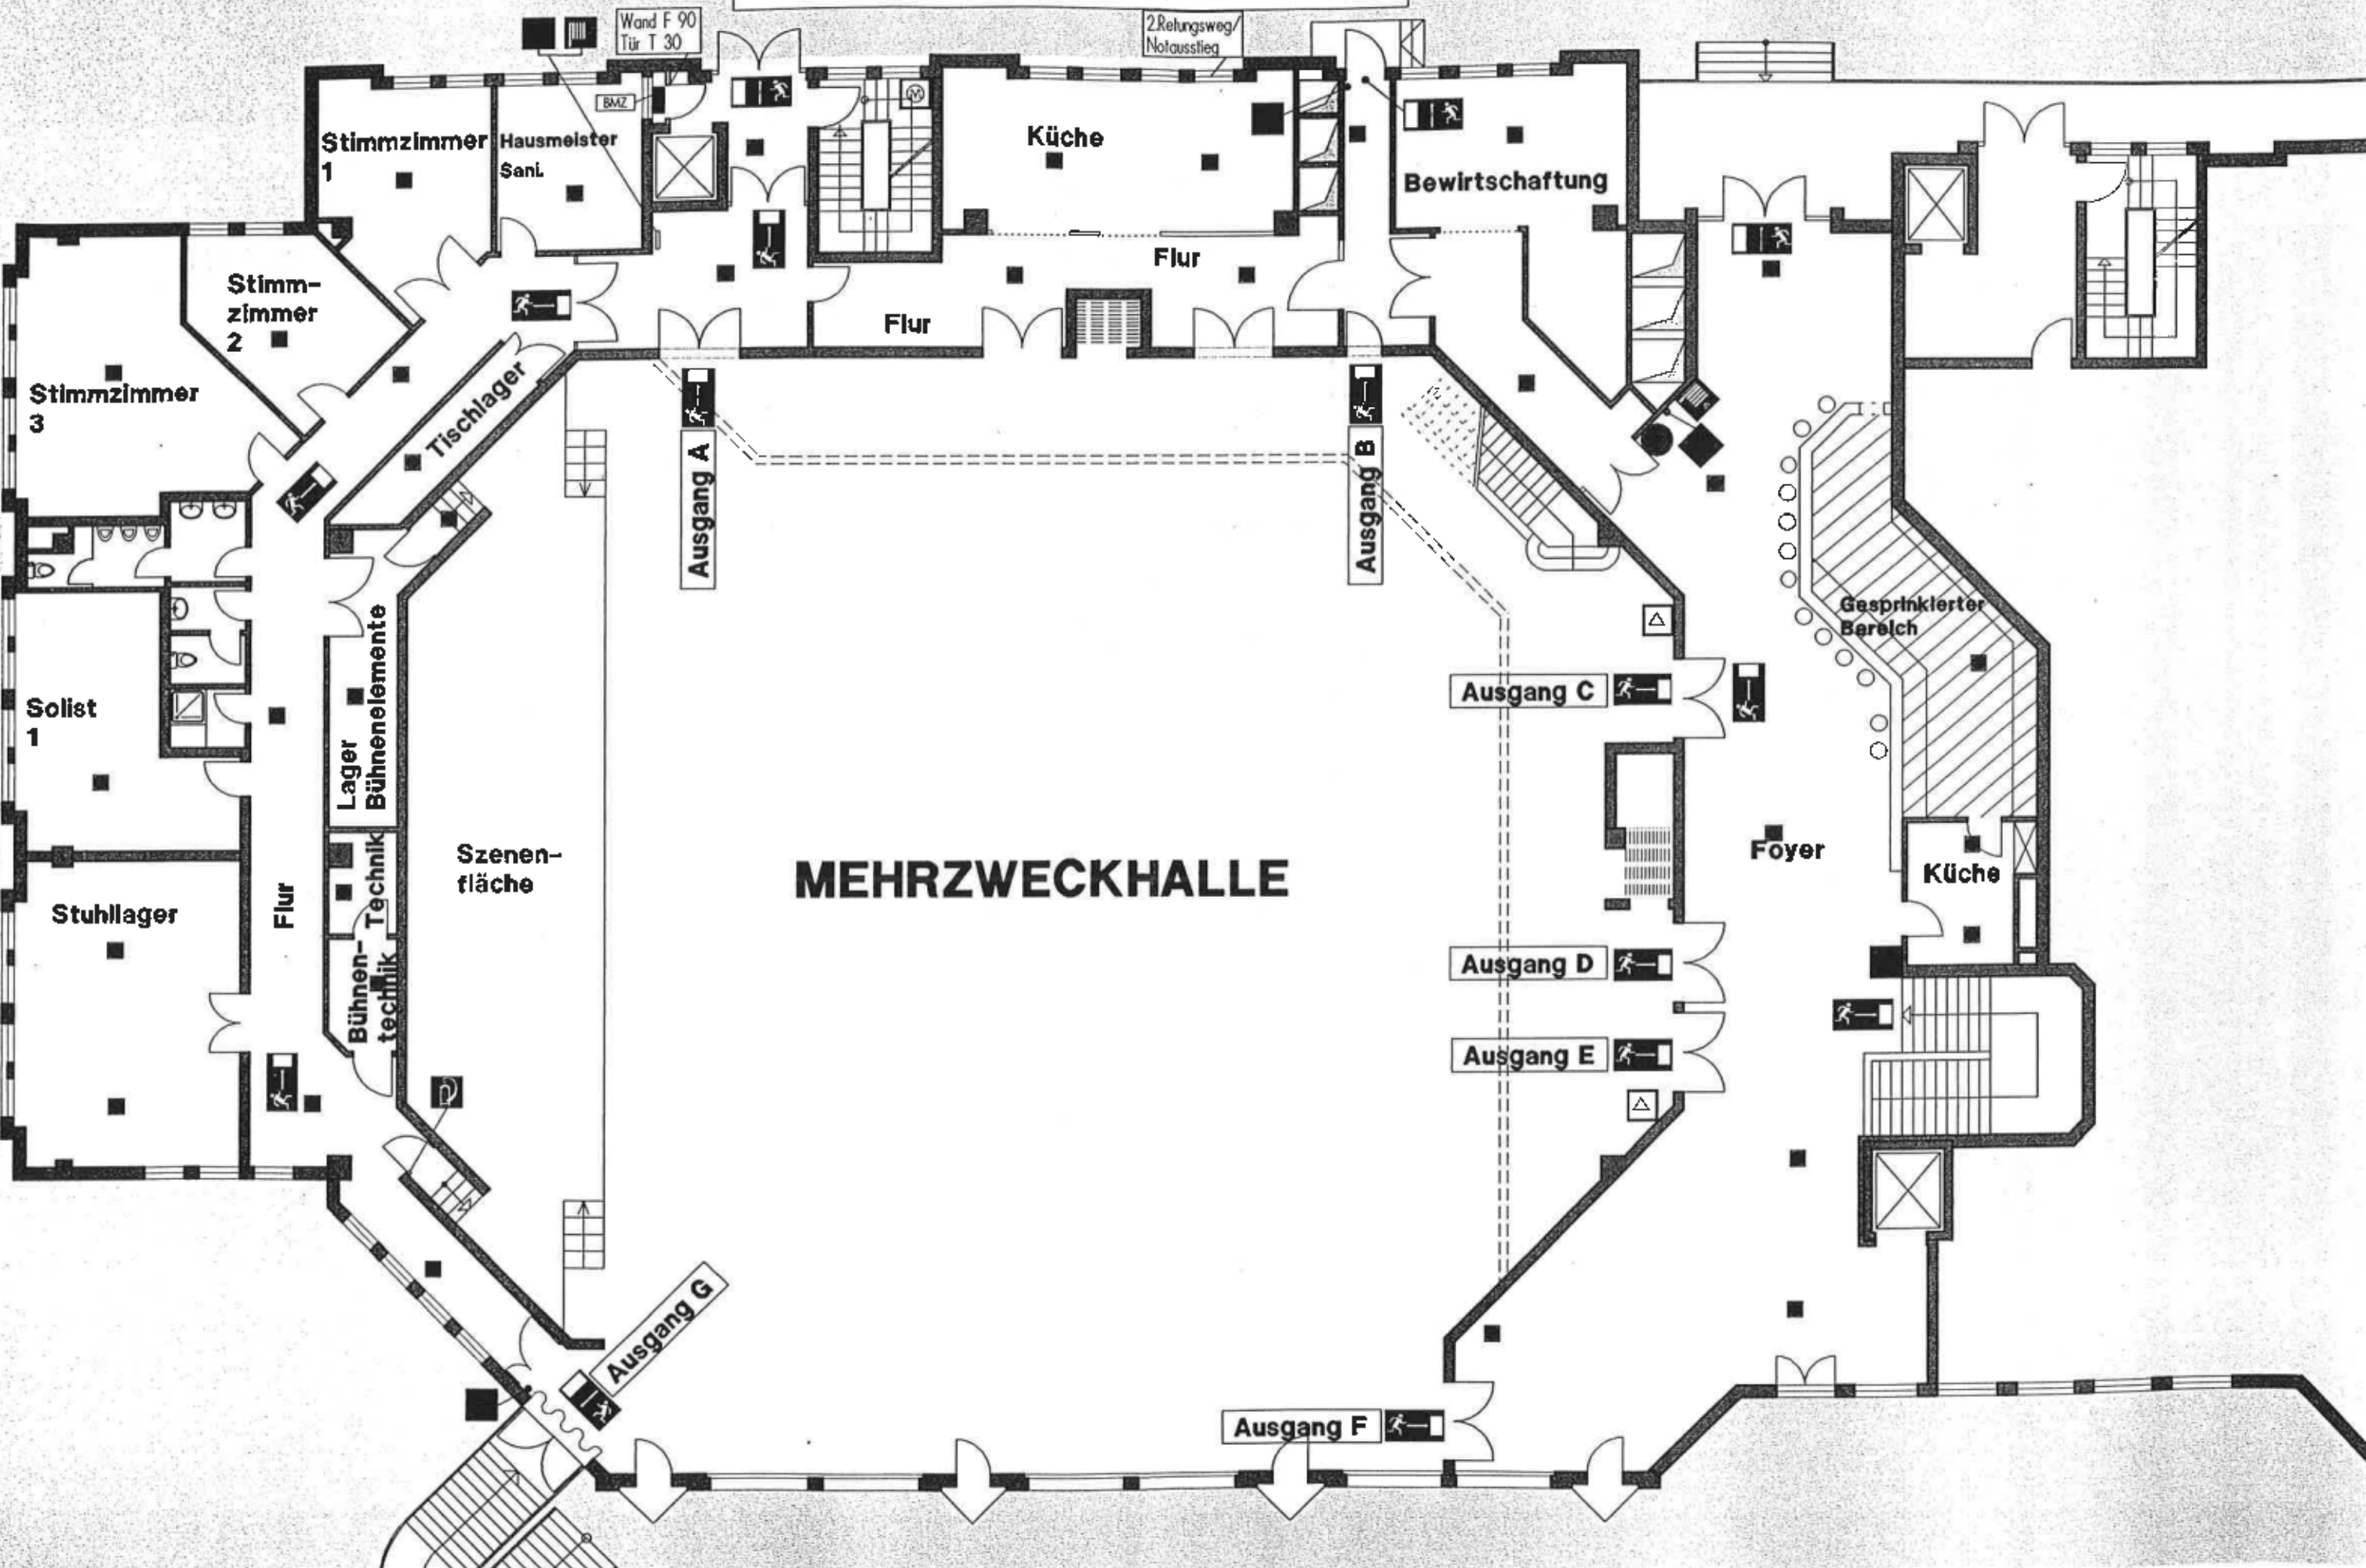 Wand F 90
Tür T 30
2.Retungsweg/
Notausstieg
BMZ
M
Stimmzimmer
1
Hausmeister
Sani.
Küche
Bewirtschaftung
Stimm-
zimmer
2
Flur
Flur
Stimmzimmer
3
Tischlager
Ausgang A
Ausgang B
Gesprinklerter
Bereich
Lager
Bühnenelemente
Ausgang C
Solist
1
Szenen-
fläche
MEHRZWECKHALLE
Foyer
Küche
Technik
Stuhllager
Flur
Bühnen-
technik
Ausgang D
Ausgang E
Ausgang G
Ausgang F